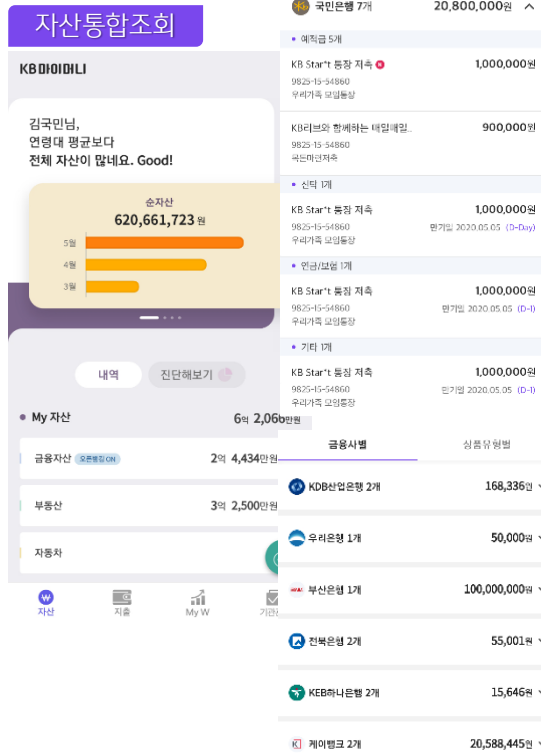 자산통합조회
KB마이머니
김국민님,
연령대 평균보다
전체 자산이 많네요. Good!
순자산
620,661,723 원
5월
4월
3월
내역
진단해보기
My 자산
6억 2,066만원
금융자산 오픈뱅킹 ON
2억 4,434만원
부동산
3억 2,500만원
자동차
자산
지출
My W
국민은행 7개
20,800,000원
예적금 5개
KB Star*t 통장 저축
1,000,000원
9825-15-54860
우리가족 모임통장
KB리브와 함께하는 매일매일..
900,000원
9825-15-54860
목돈마련저축
신탁 1개
KB Star*t 통장 저축
1,000,000원
9825-15-54860
만기일 2020.05.05 (D-Day)
우리가족 모임통장
연금/보험 1개
KB Star*t 통장 저축
1,000,000원
9825-15-54860
만기일 2020.05.05 (D-1)
우리가족 모임통장
기타 1개
KB Star*t 통장 저축
1,000,000원
9825-15-54860
만기일 2020.05.05 (D-1)
우리가족 모임통장
금융사별
상품유형별
KDB산업은행 2개
168,336원
우리은행 1개
50,000원
부산은행 1개
100,000,000원
전북은행 2개
55,001원
KEB하나은행 2개
15,646원
케이뱅크 2개
20,588,445원